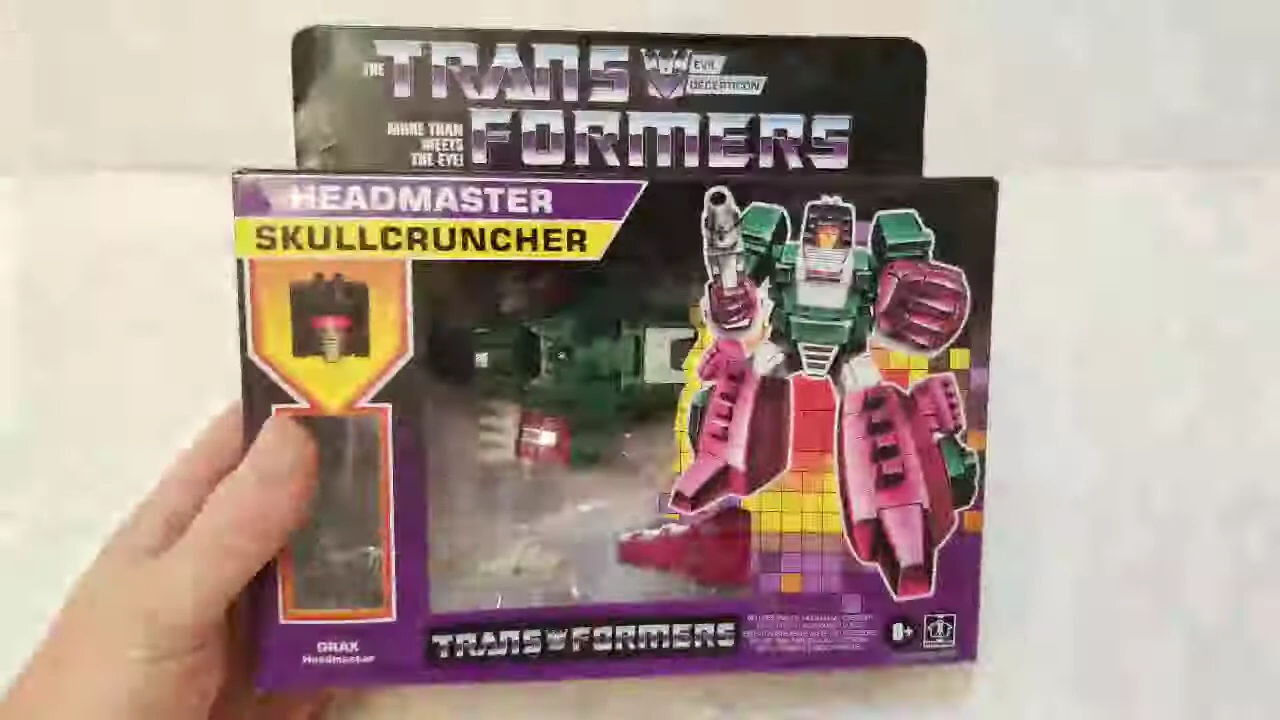 THE TRANS
EVIL
DECEPTICON
MORE THAN
MEETS
THE EYE!
FORMERS
HEADMASTER
SKULLCRUNCHER
GRAX
Headmaster
TRANSFORMERS
8+